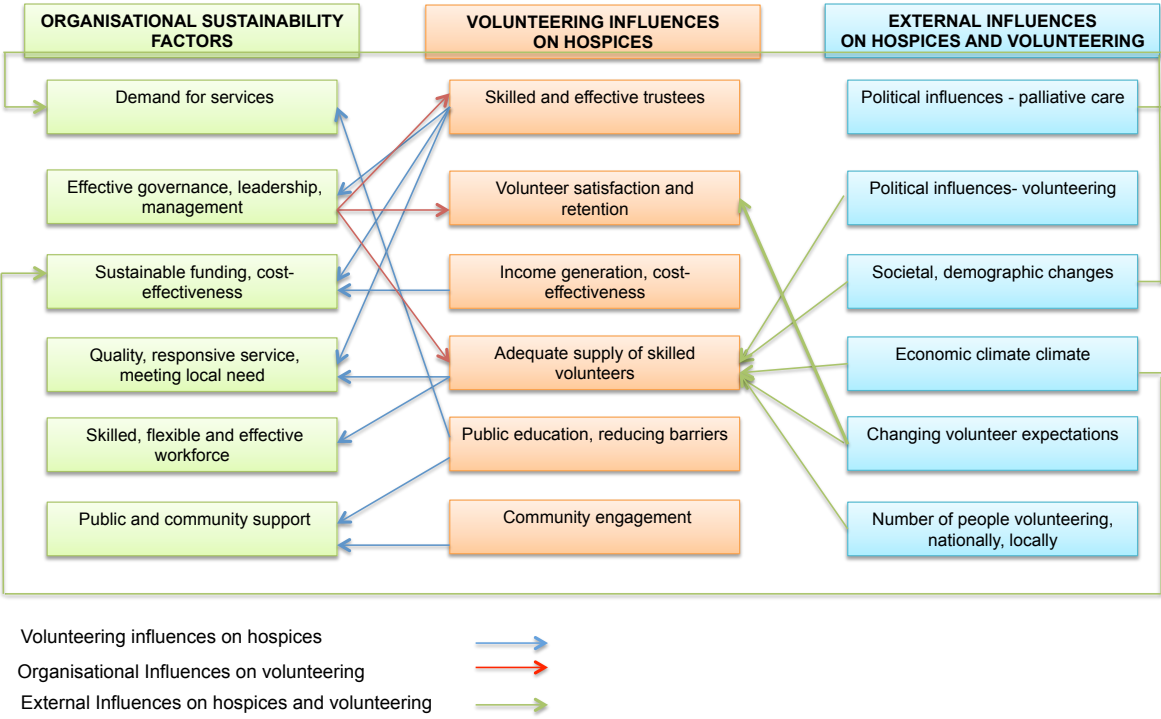 ORGANISATIONAL SUSTAINABILITY
FACTORS
Demand for services
Effective governance, leadership,
management
Sustainable funding, cost-
effectiveness
Quality, responsive service,
meeting local need
Skilled, flexible and effective
workforce
Public and community support
VOLUNTEERING INFLUENCES
ON HOSPICES
Skilled and effective trustees
Volunteer satisfaction and
retention
Income generation, cost-
effectiveness
Adequate supply of skilled
volunteers
Public education, reducing barriers
Community engagement
EXTERNAL INFLUENCES
ON HOSPICES AND VOLUNTEERING
Political influences - palliative care
Political influences- volunteering
Societal, demographic changes
Economic climate climate
Changing volunteer expectations
Number of people volunteering,
nationally, locally
Volunteering influences on hospices
Organisational Influences on volunteering
External Influences on hospices and volunteering